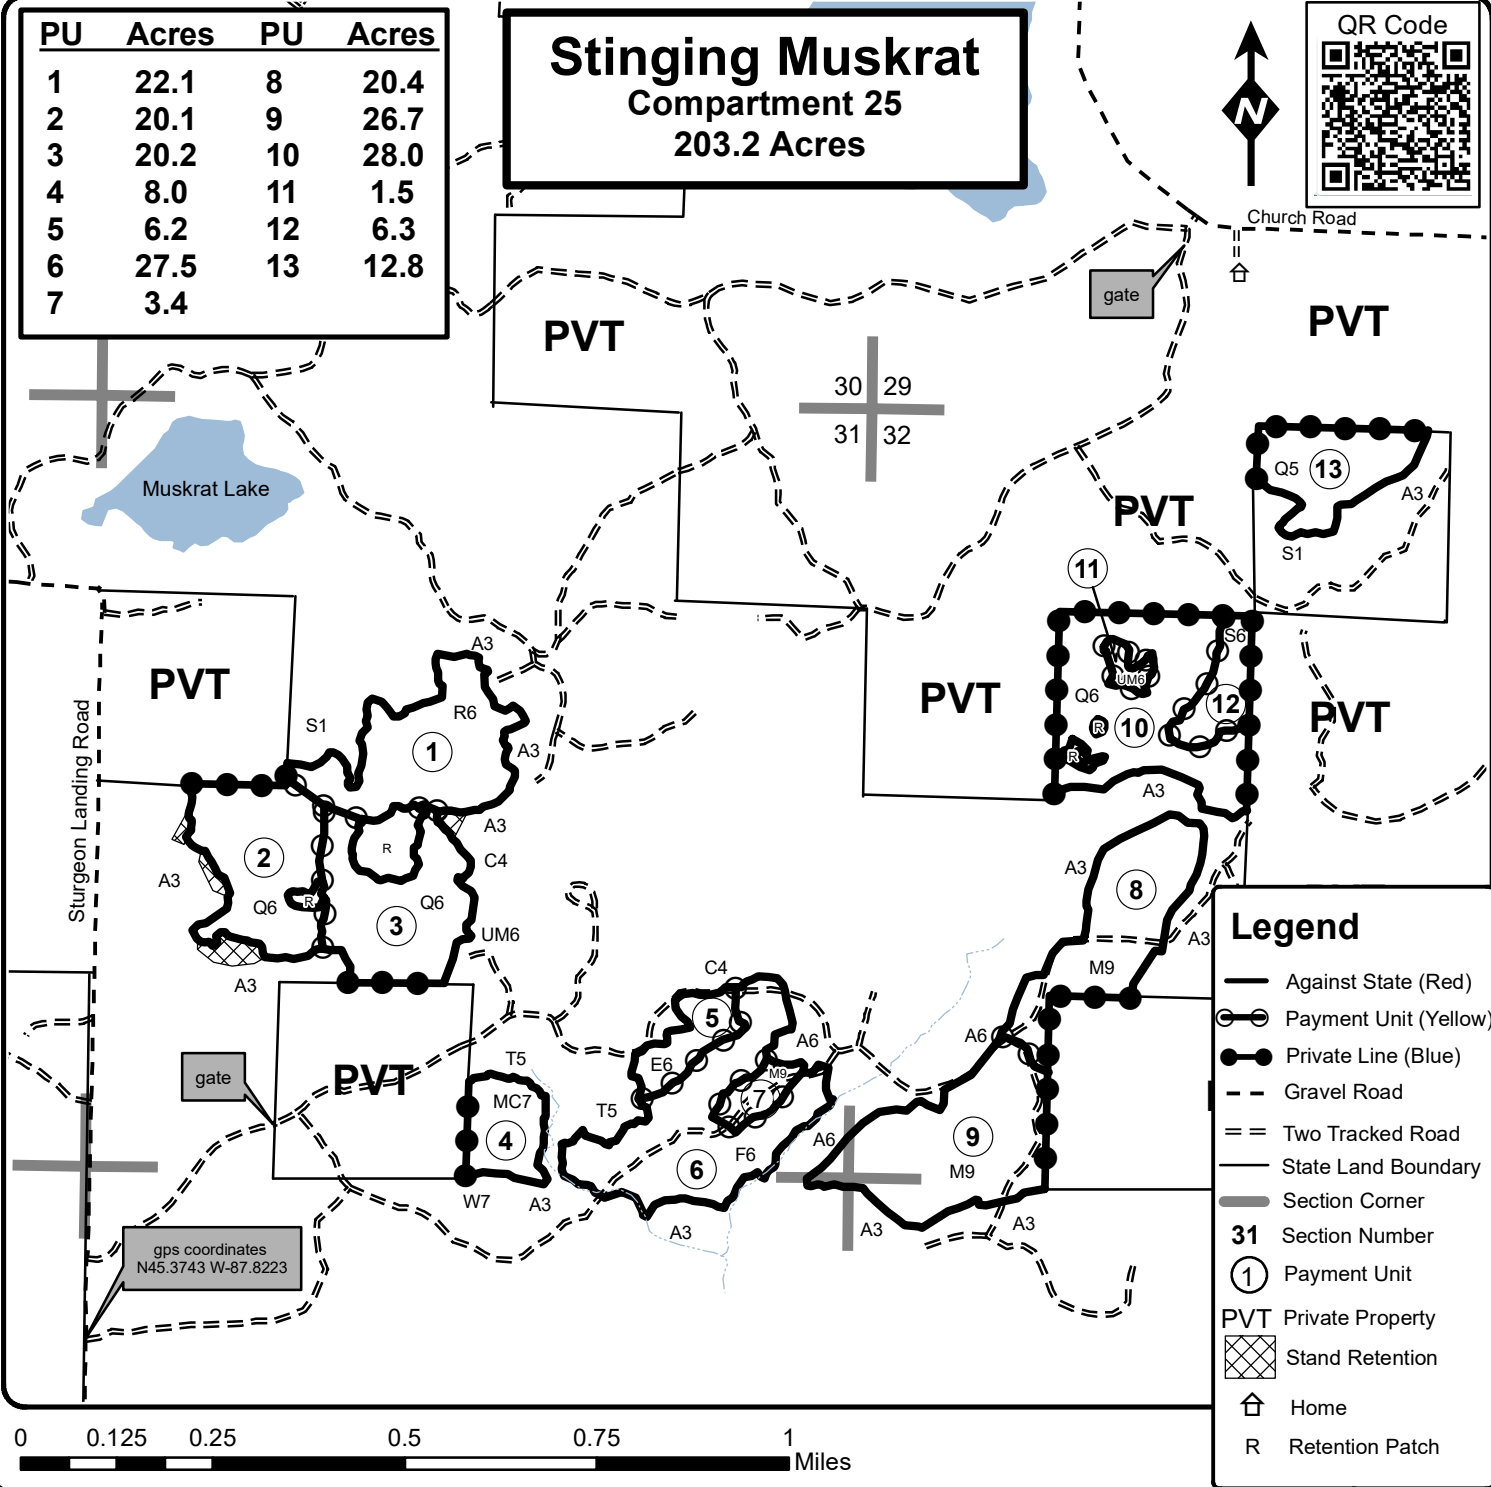 PU Acres PU Acres
1 22.1 8 20.4
2 20.1 9 26.7
3 20.2 10 28.0
4 8.0 11 1.5
5 6.2 12 6.3
6 27.5 13 12.8
7 3.4
Stinging Muskrat
Compartment 25
203.2 Acres
N
QR Code
Church Road
gate
PVT
PVT
30 29
31 32
Muskrat Lake
Q5 13
A3
S1
PVT
11
S6
UM6
Q6
12
10
R
R
A3
PVT
PVT
PVT
A3
S1
R6
1
A3
Sturgeon Landing Road
2
R
A3
C4
A3
Q6
R
Q6
3
UM6
A3
A3
8
A3
M9
C4
5
A6
A6
E6
M9
7
T5
gate
PVT
T5
MC7
4
W7
A3
6
F6
A6
A3
9
M9
A3
A3
gps coordinates
N45.3743 W-87.8223
Legend
Against State (Red)
Payment Unit (Yellow)
Private Line (Blue)
Gravel Road
Two Tracked Road
State Land Boundary
Section Corner
31 Section Number
1 Payment Unit
PVT Private Property
Stand Retention
Home
R Retention Patch
0 0.125 0.25 0.5 0.75 1
Miles